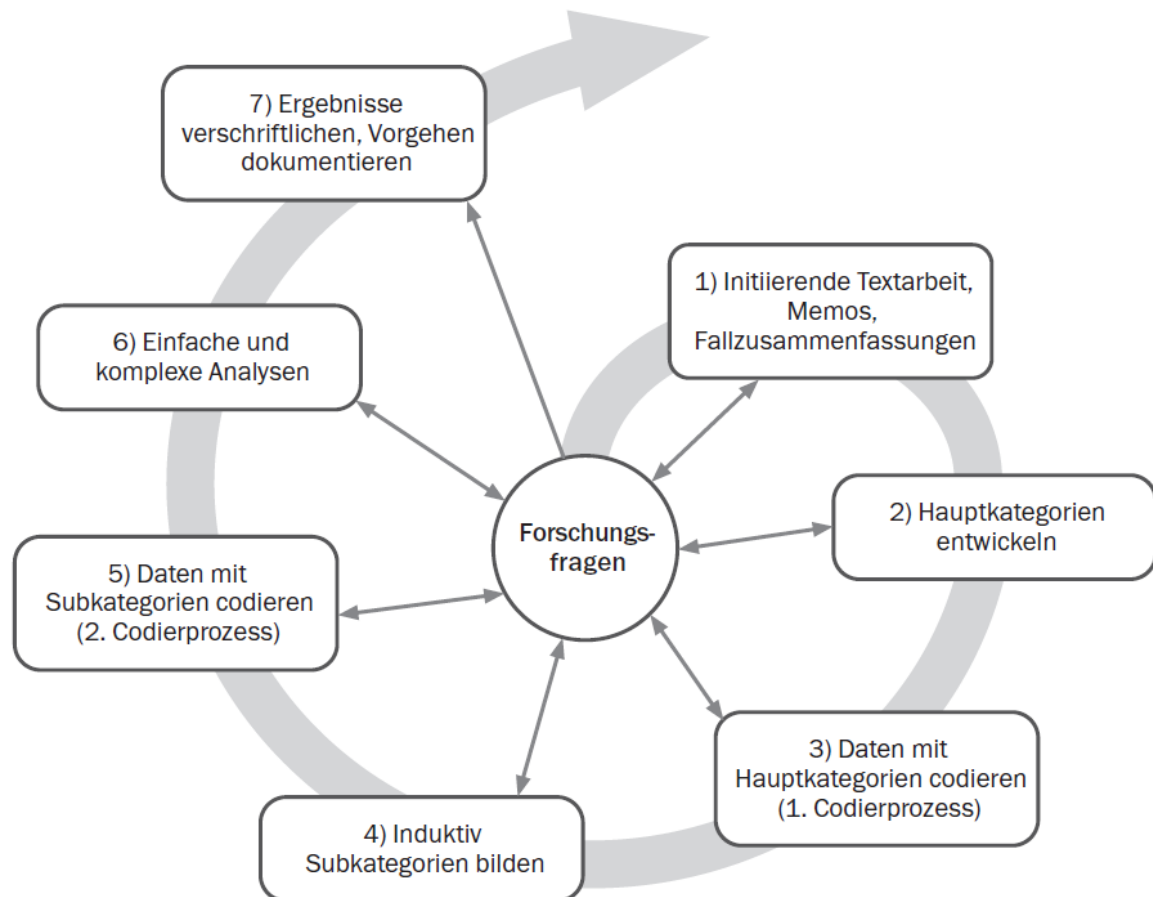 7) Ergebnisse
verschriftlichen, Vorgehen
dokumentieren
1) Initiierende Textarbeit,
Memos,
Fallzusammenfassungen
6) Einfache und
komplexe Analysen
Forschungs-
fragen
2) Hauptkategorien
entwickeln
5) Daten mit
Subkategorien codieren
(2. Codierprozess)
3) Daten mit
Hauptkategorien codieren
(1. Codierprozess)
4) Induktiv
Subkategorien bilden